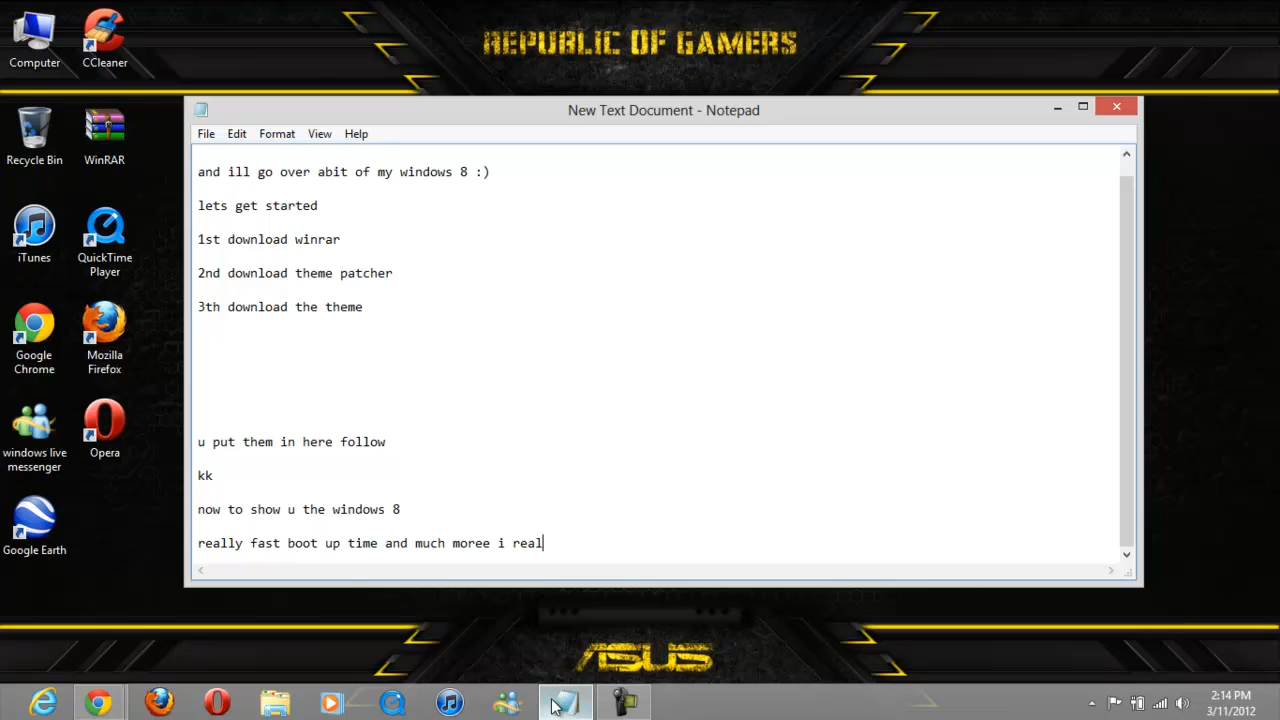 REPUBLIC OF GAMERS
Computer
CCleaner
Recycle Bin
WinRAR
iTunes
QuickTime
Player
Google
Chrome
Mozilla
Firefox
windows live
messenger
Opera
Google Earth
New Text Document - Notepad
File Edit Format View Help
and ill go over abit of my windows 8 :)
lets get started
1st download winrar
2nd download theme patcher
3th download the theme
u put them in here follow
kk
now to show u the windows 8
really fast boot up time and much moree i real
ASUS
2:14 PM
3/11/2012